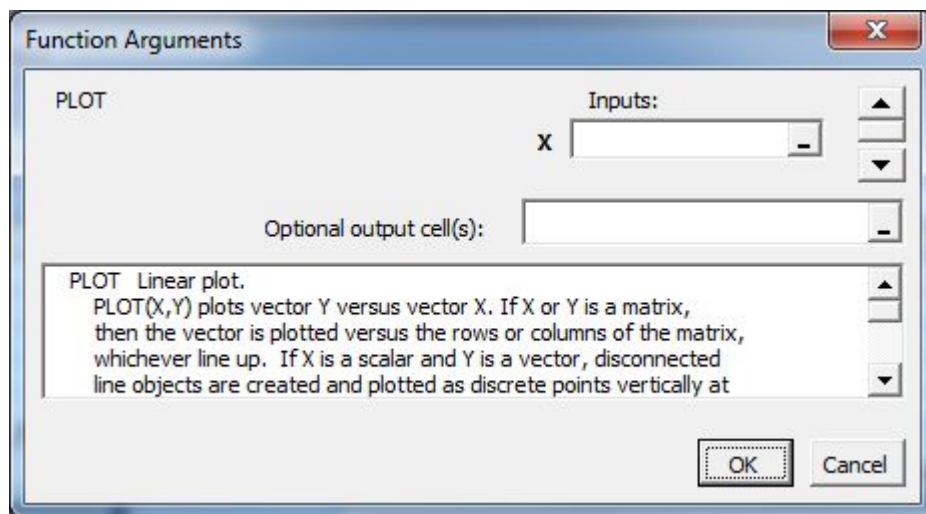 Function Arguments
PLOT
Inputs:
X
Optional output cell(s):
PLOT Linear plot.
PLOT(X,Y) plots vector Y versus vector X. If X or Y is a matrix,
then the vector is plotted versus the rows or columns of the matrix,
whichever line up. If X is a scalar and Y is a vector, disconnected
line objects are created and plotted as discrete points vertically at
OK Cancel